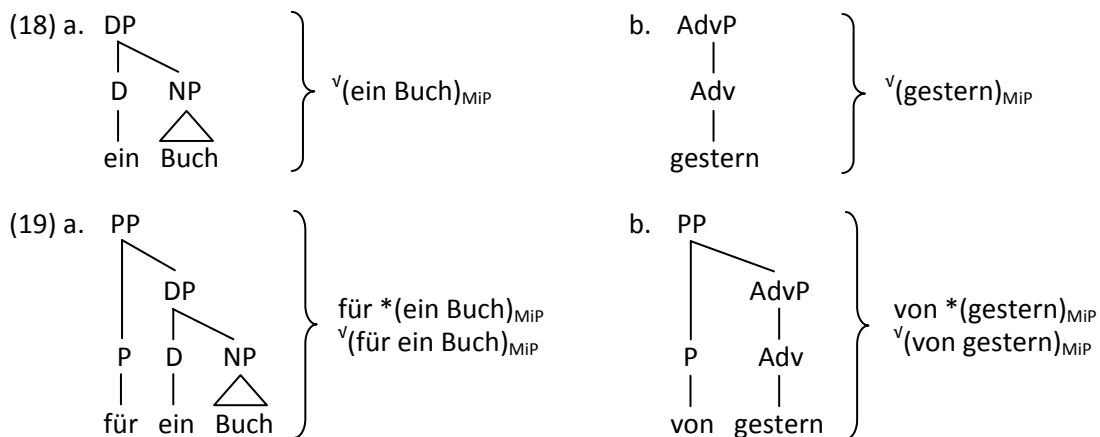 (18) a. DP b. AdvP
D NP √(ein Buch)MiP Adv √(gestern)MiP
ein Buch gestern
(19) a. PP b. PP
DP AdvP
für *(ein Buch)MiP von *(gestern)MiP
P D NP √(für ein Buch)MiP P Adv √(von gestern)MiP
für ein Buch von gestern